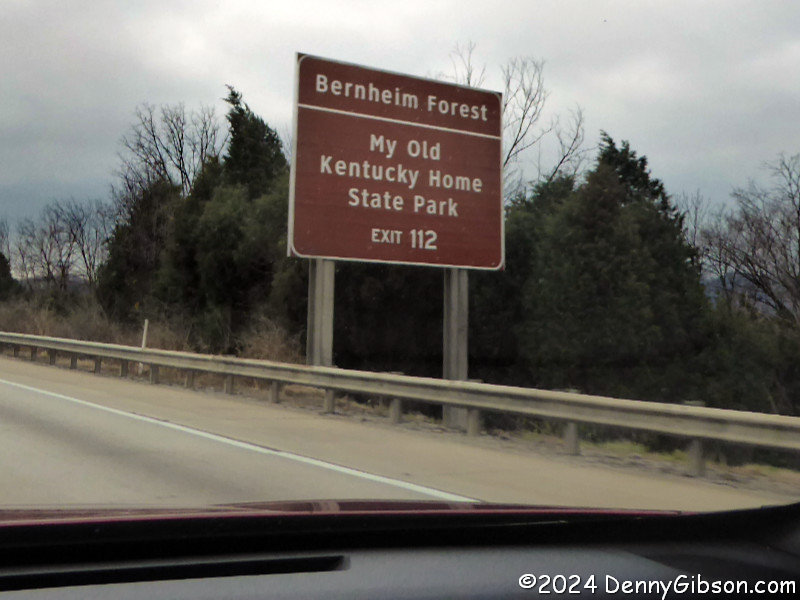 Bernheim Forest
My Old
Kentucky Home
State Park
EXIT 112
©2024 DennyGibson.com